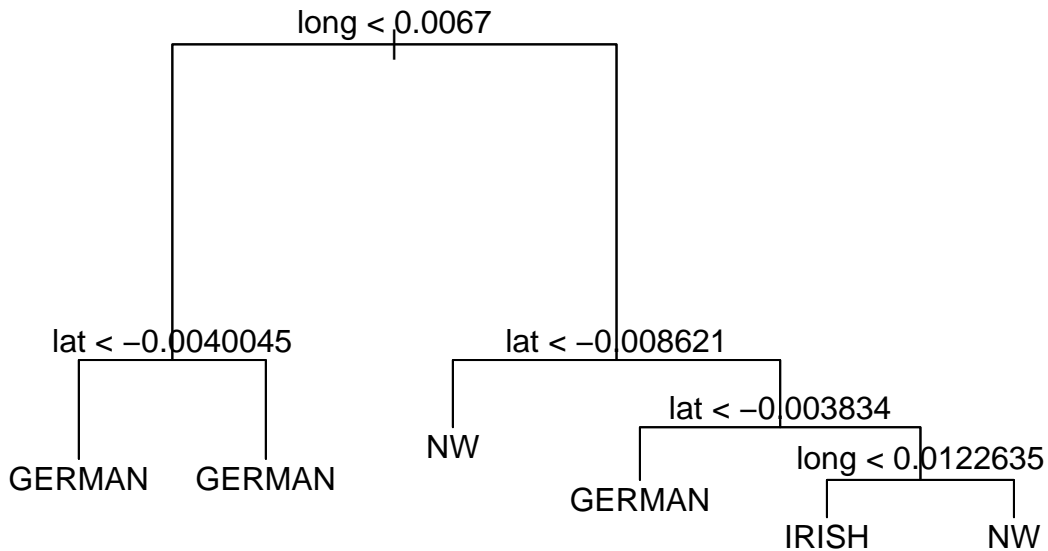 long < 0.0067
lat < −0.0040045
lat < −0.008621
lat < −0.003834
NW
long < 0.0122635
GERMAN
GERMAN
GERMAN
IRISH
NW